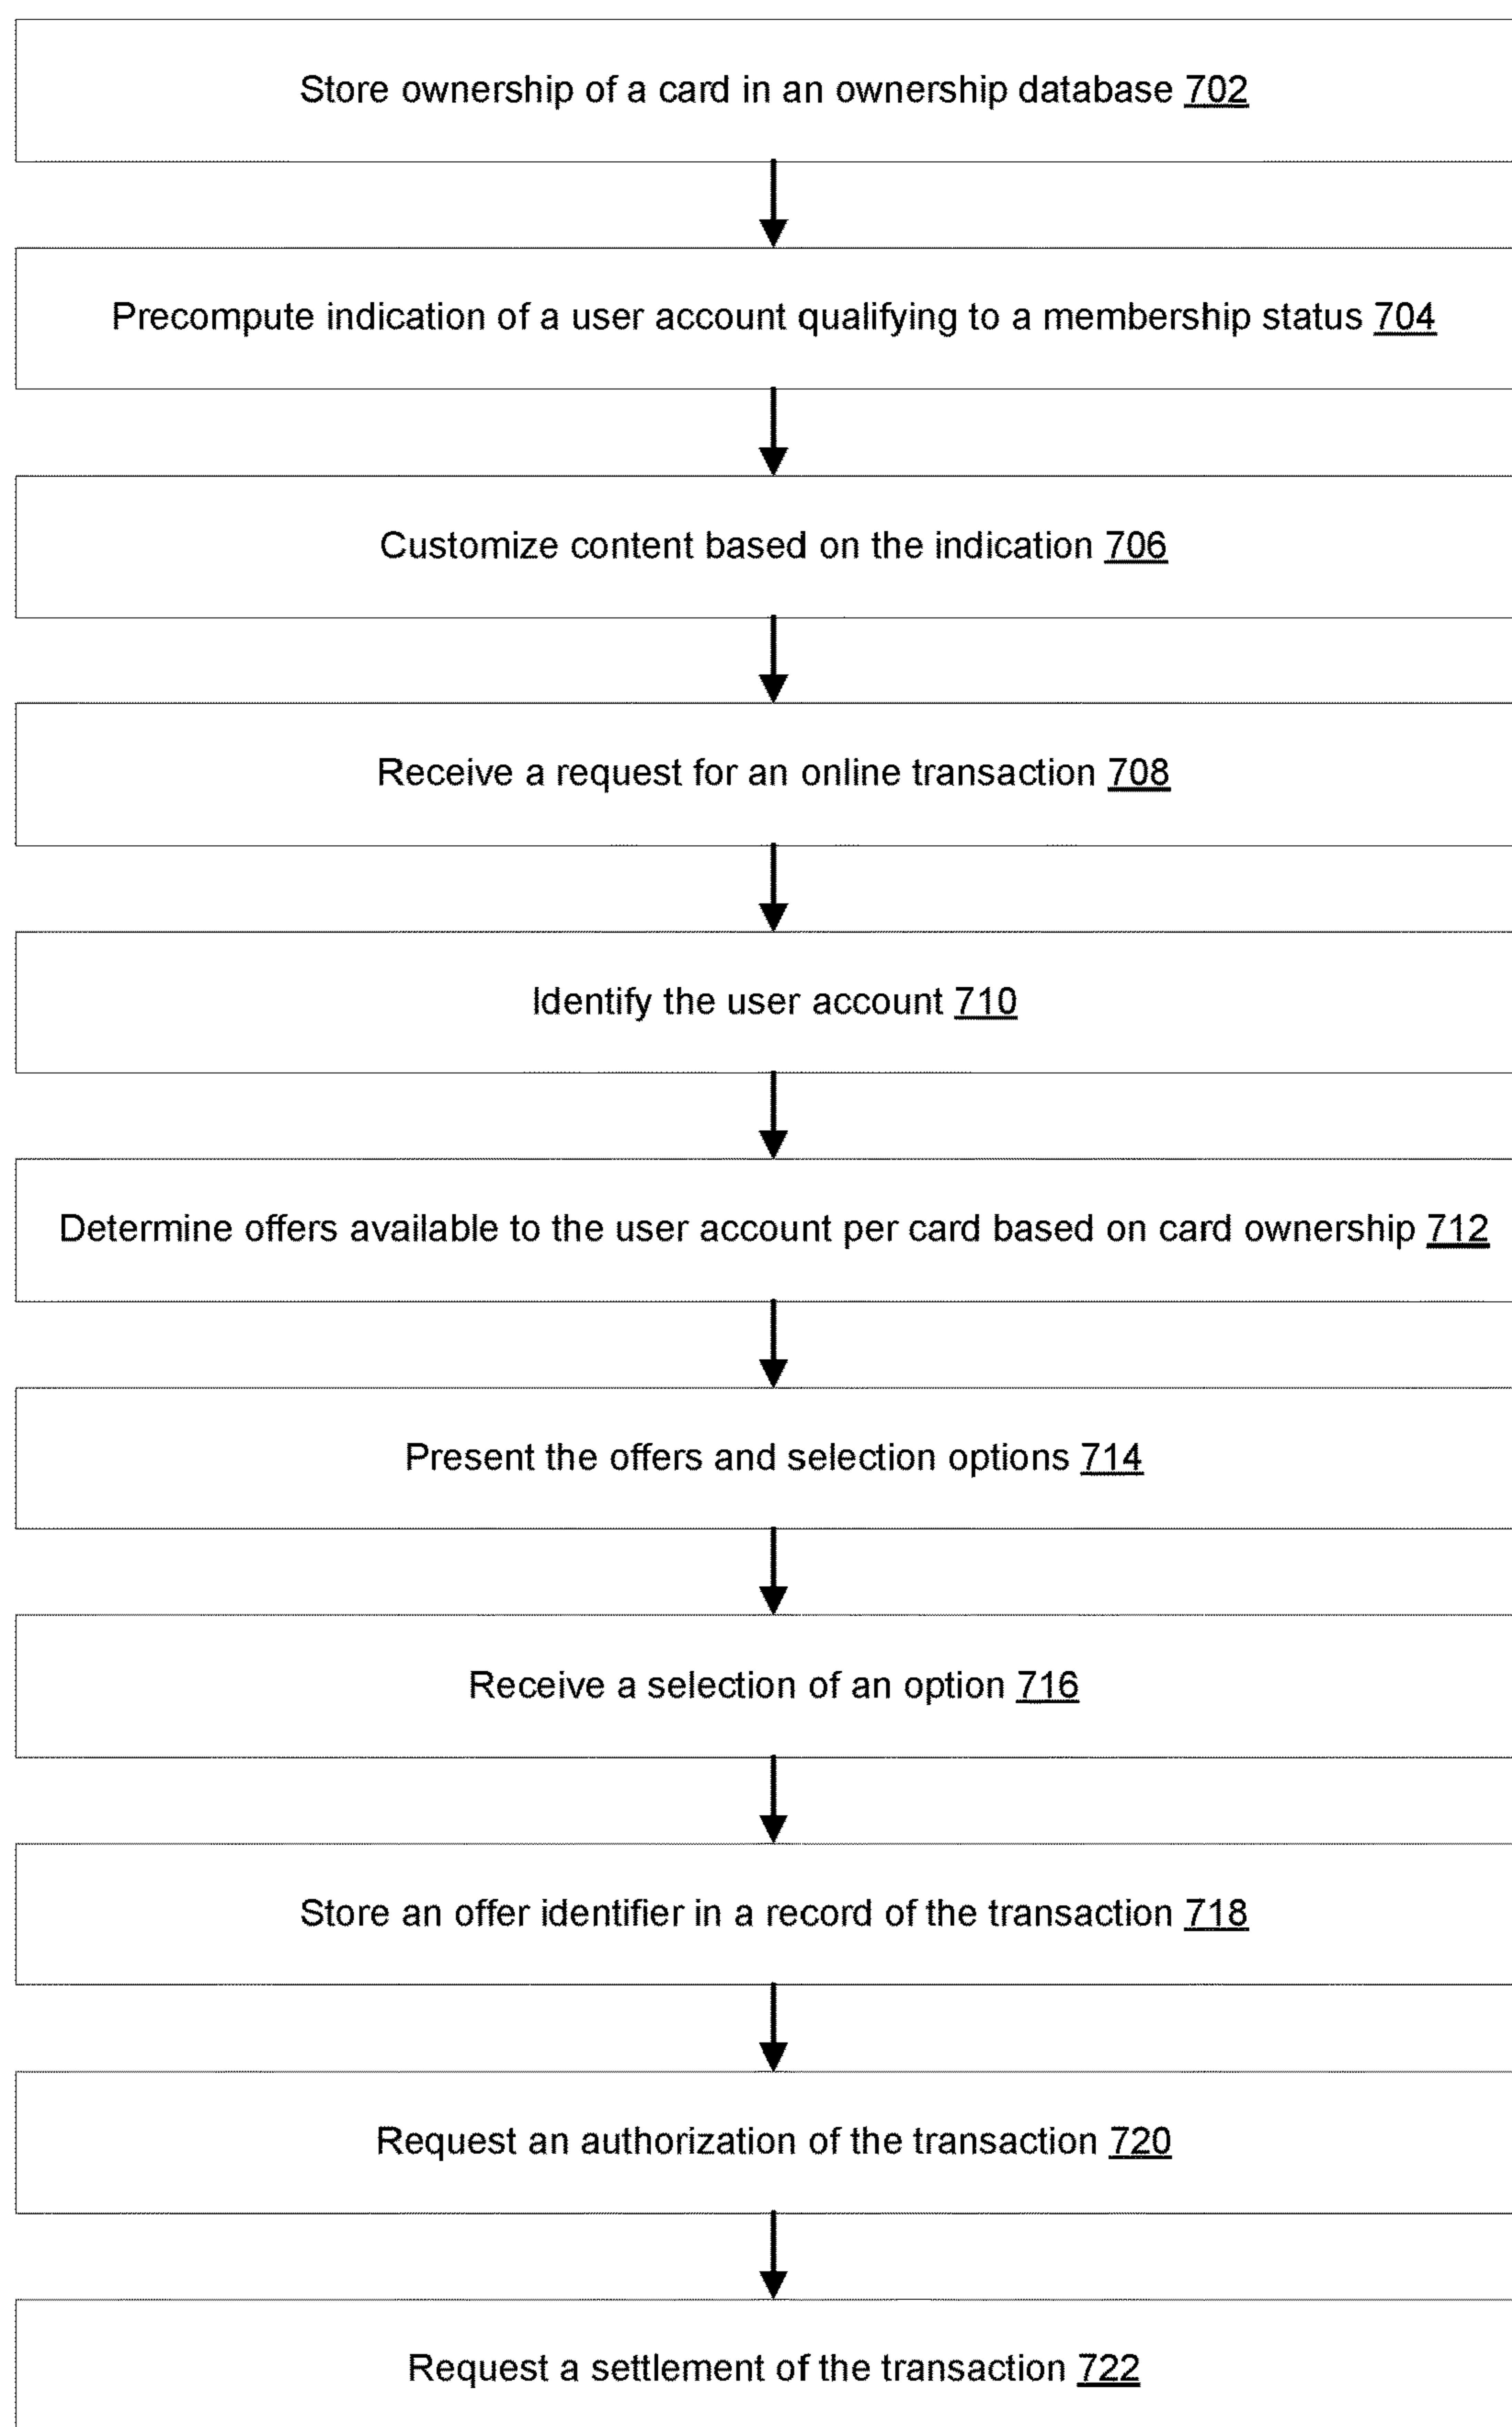 Store ownership of a card in an ownership database 702
Precompute indication of a user account qualifying to a membership status 704
Customize content based on the indication 706
Receive a request for an online transaction 708
Identify the user account 710
Determine offers available to the user account per card based on card ownership 712
Present the offers and selection options 714
Receive a selection of an option 716
Store an offer identifier in a record of the transaction 718
Request an authorization of the transaction 720
Request a settlement of the transaction 722